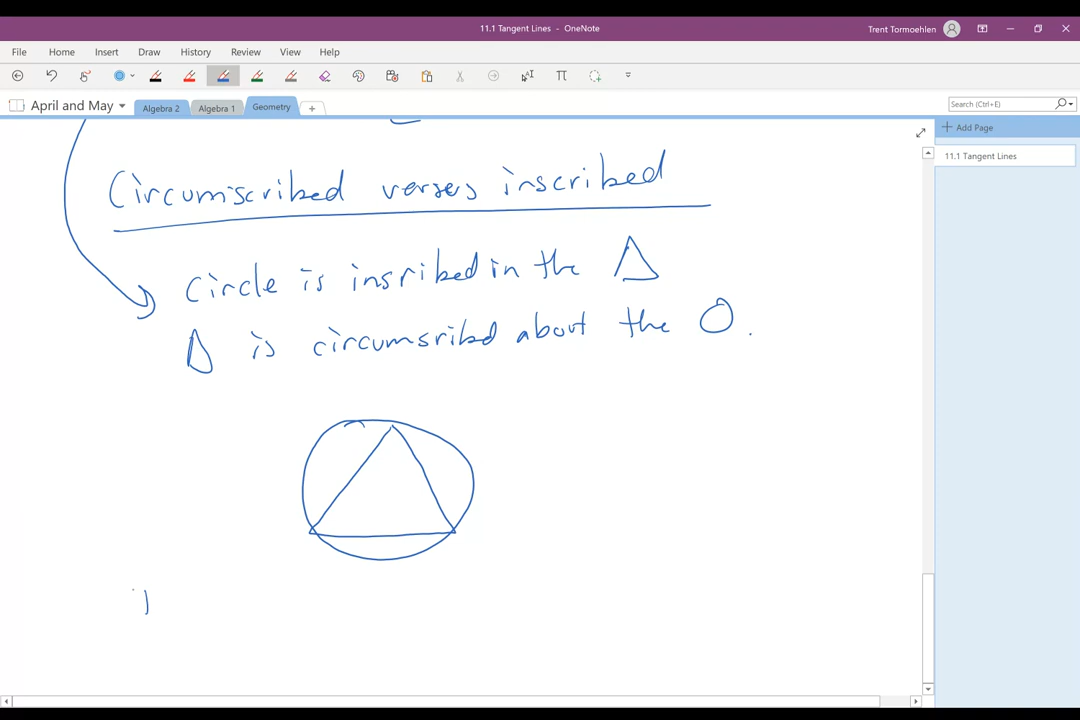 11.1 Tangent Lines - OneNote
Trent Tormoehlen
File Home Insert Draw History Review View Help
April and May
Algebra 2
Algebra 1
Geometry
Search (Ctrl+E)
Add Page
11.1 Tangent Lines
Circumscribed verses inscribed
Circle is insribed in the △
△ is circumsribed about the O.